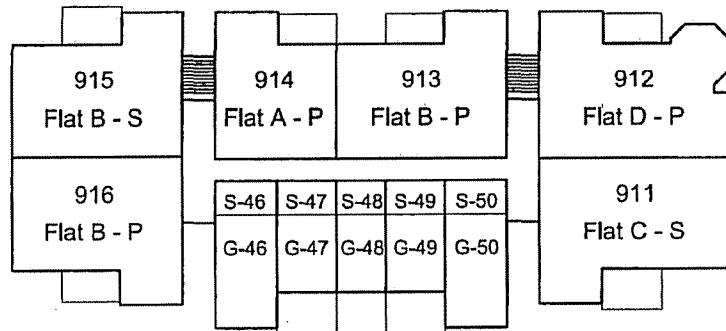 915
Flat B - S
914
Flat A - P
913
Flat B - P
912
Flat D - P
916
Flat B - P
S-46
S-47
S-48
S-49
S-50
G-46
G-47
G-48
G-49
G-50
911
Flat C - S